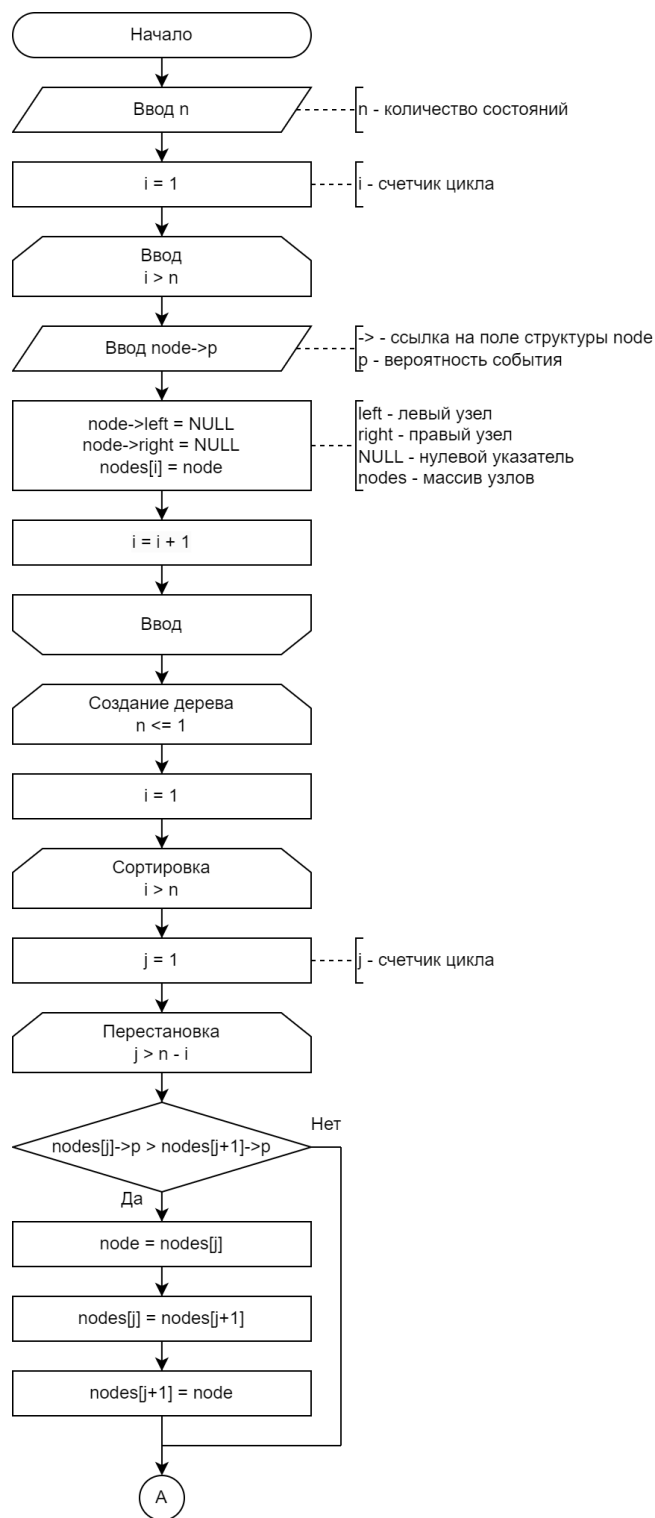 Начало
Ввод n
n - количество состояний
i = 1
i - счетчик цикла
Ввод
i > n
Ввод node->p
-> - ссылка на поле структуры node
p - вероятность события
node->left = NULL
node->right = NULL
nodes[i] = node
left - левый узел
right - правый узел
NULL - нулевой указатель
nodes - массив узлов
i = i + 1
Ввод
Создание дерева
n <= 1
i = 1
Сортировка
i > n
j = 1
j - счетчик цикла
Перестановка
j > n - i
nodes[j]->p > nodes[j+1]->p
Нет
Да
node = nodes[j]
nodes[j] = nodes[j+1]
nodes[j+1] = node
А